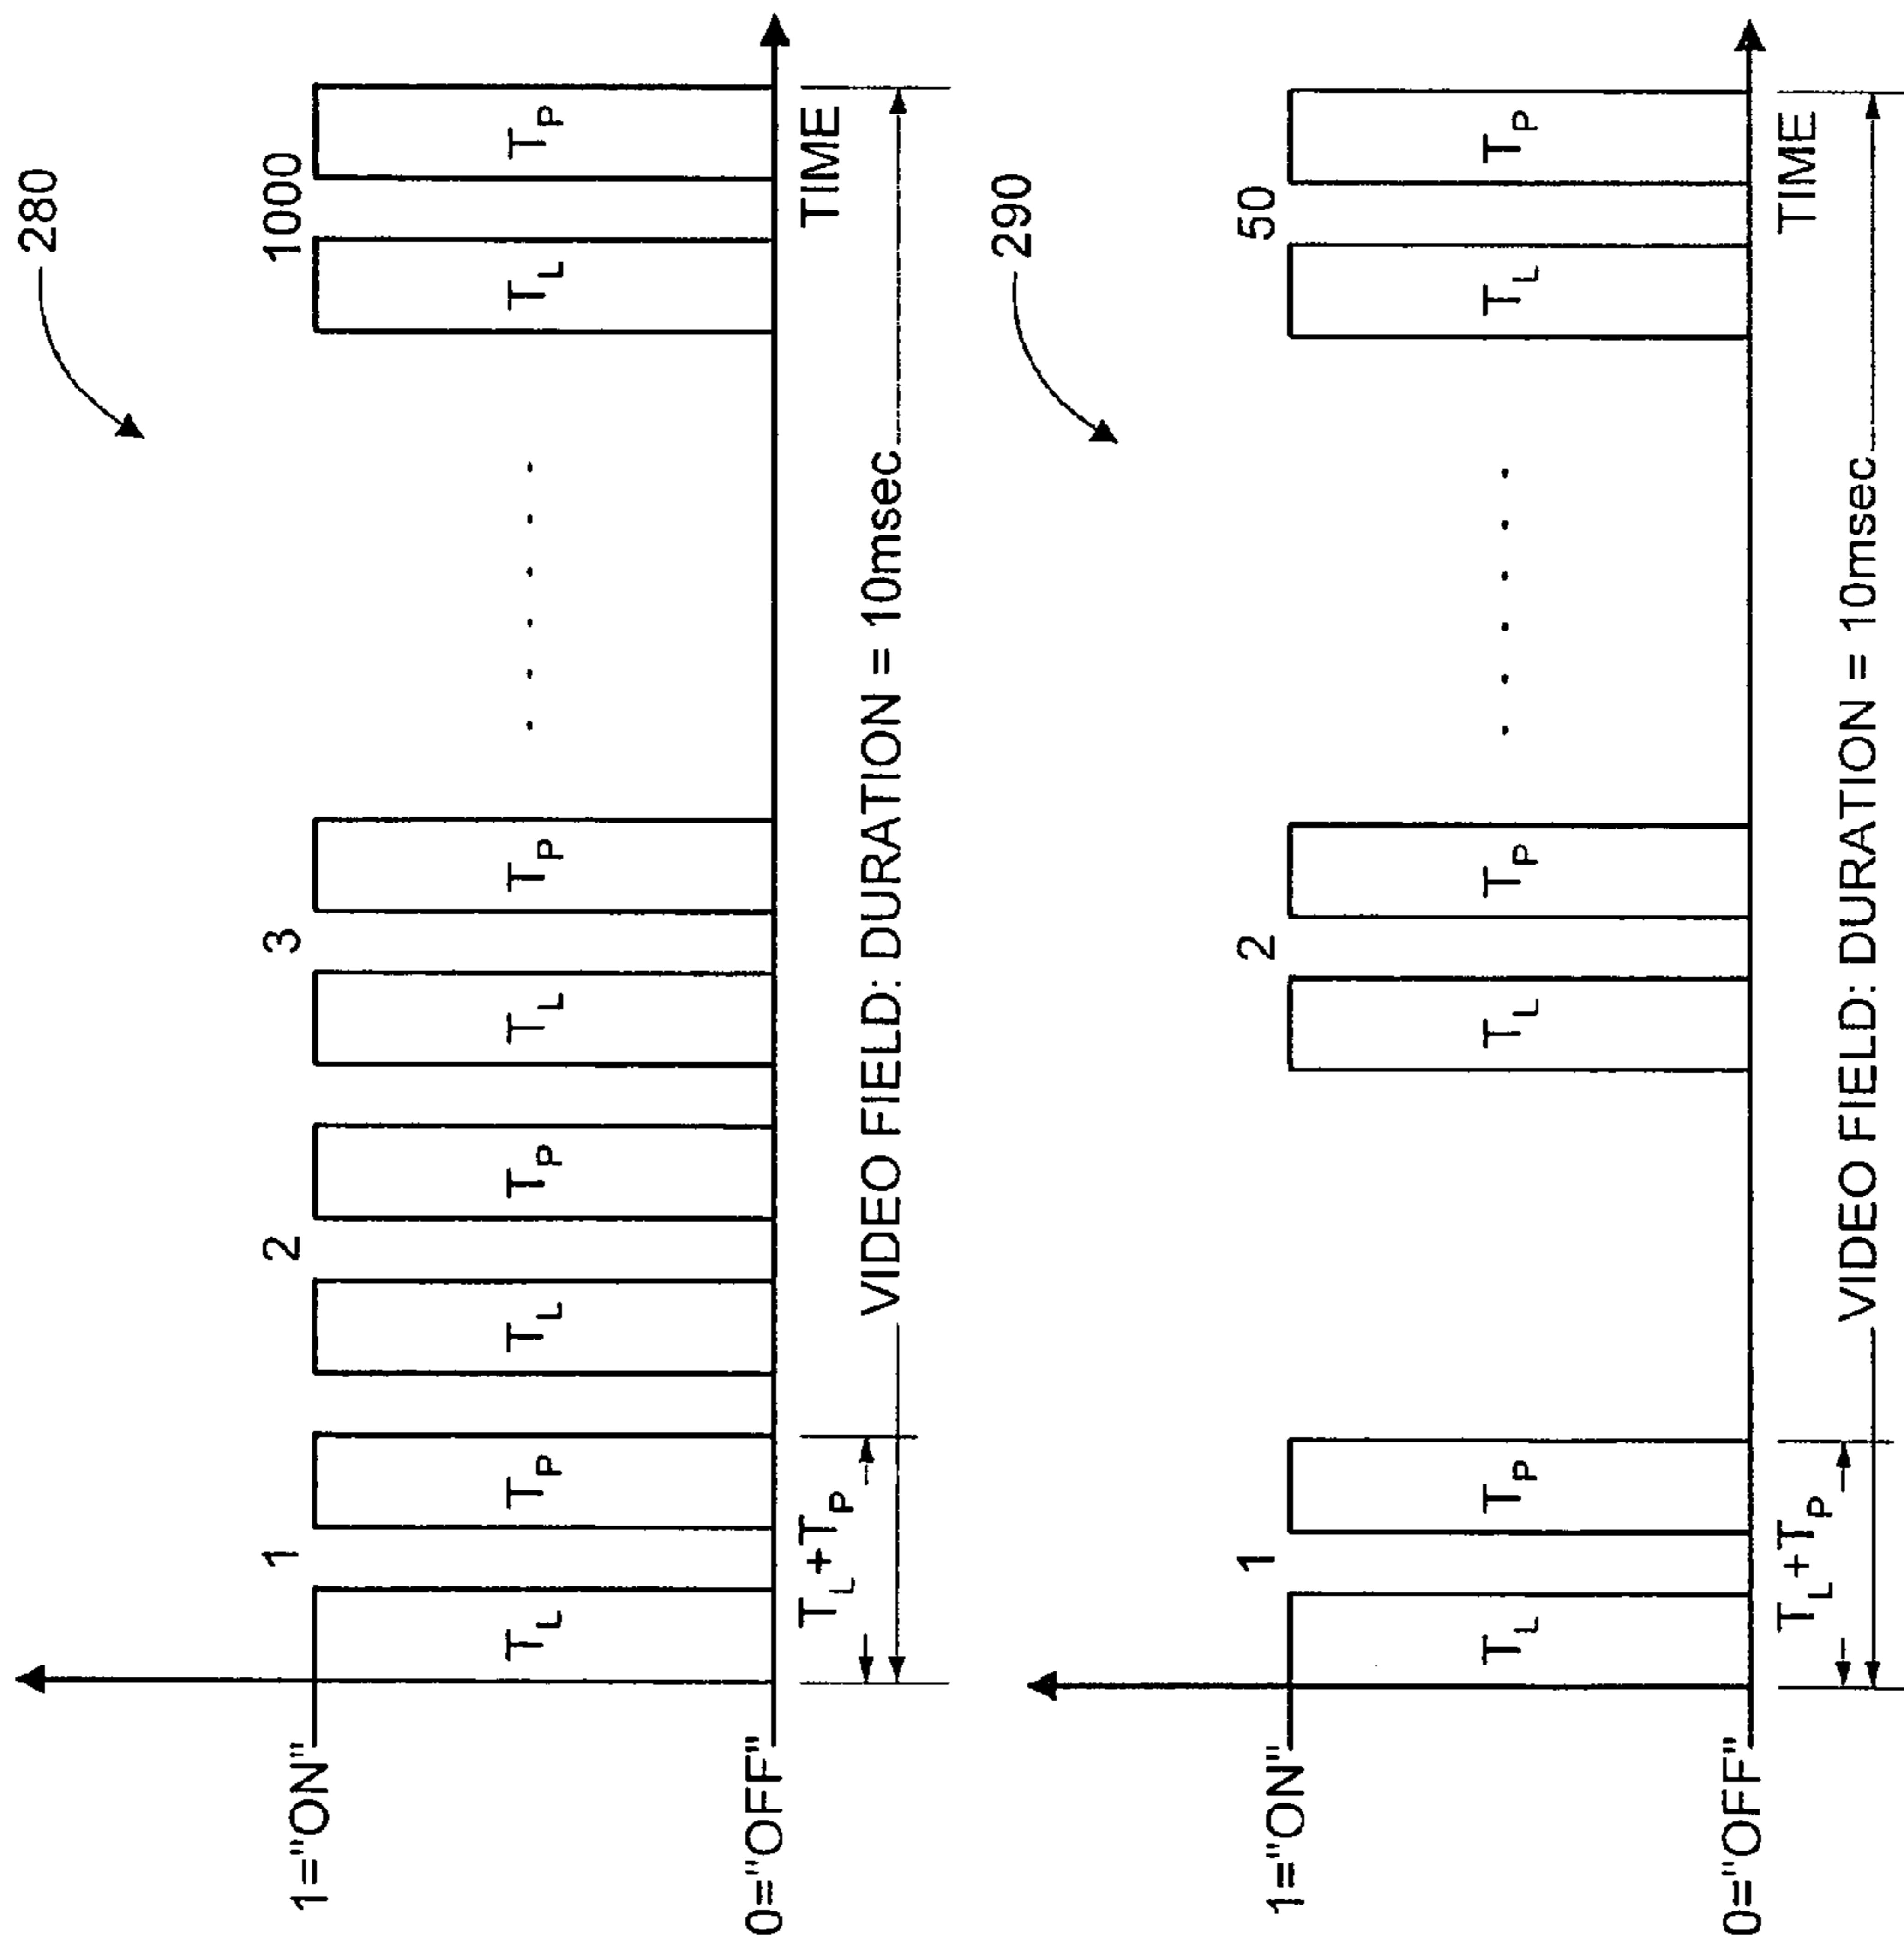 280
1 2 3 1000
1="ON"
T_L T_P T_L T_P T_L T_P . . . . . . T_L T_P
0="OFF"
T_L+T_P TIME
VIDEO FIELD: DURATION = 10msec
290
1 2 50
1="ON"
T_L T_P T_L T_P . . . . . . T_L T_P
0="OFF"
T_L+T_P TIME
VIDEO FIELD: DURATION = 10msec